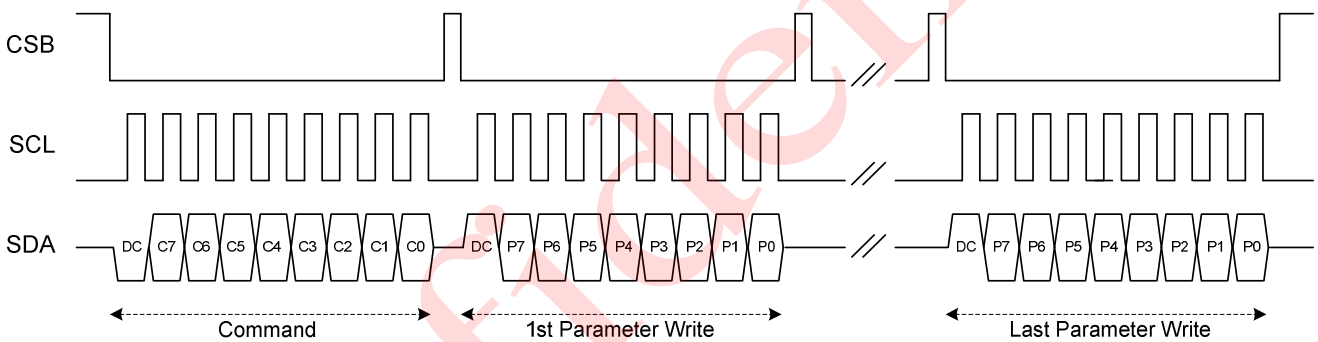 CSB
SCL
SDA DC C7 C6 C5 C4 C3 C2 C1 C0 DC P7 P6 P5 P4 P3 P2 P1 P0 DC P7 P6 P5 P4 P3 P2 P1 P0
Command 1st Parameter Write Last Parameter Write